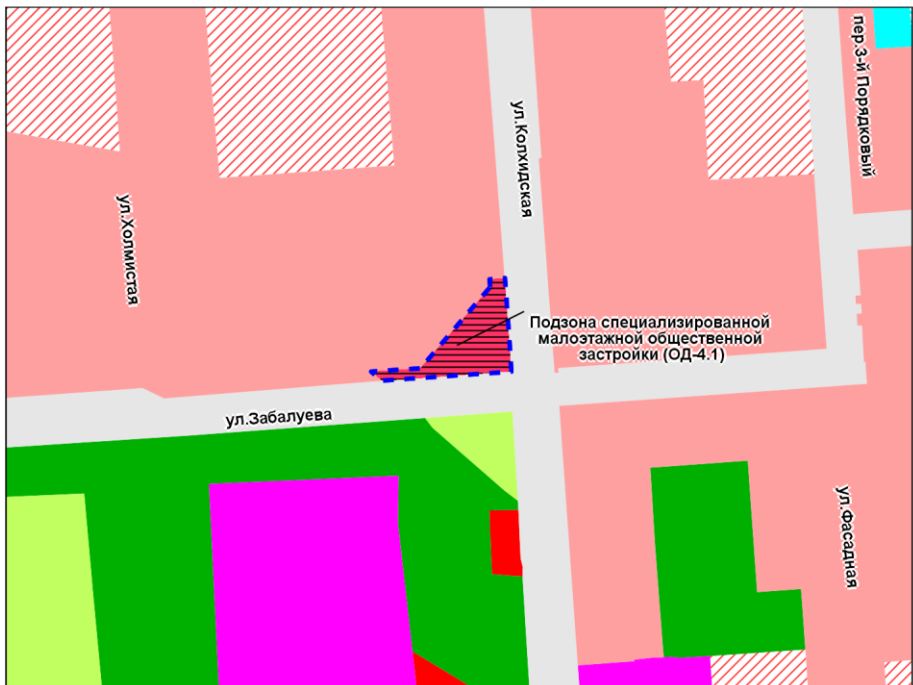 пер.3-й Порядковый
ул.Колхидская
ул.Холмистая
Подзона специализированной
малоэтажной общественной
застройки (ОД-4.1)
ул.Забалуева
ул.Фасадная